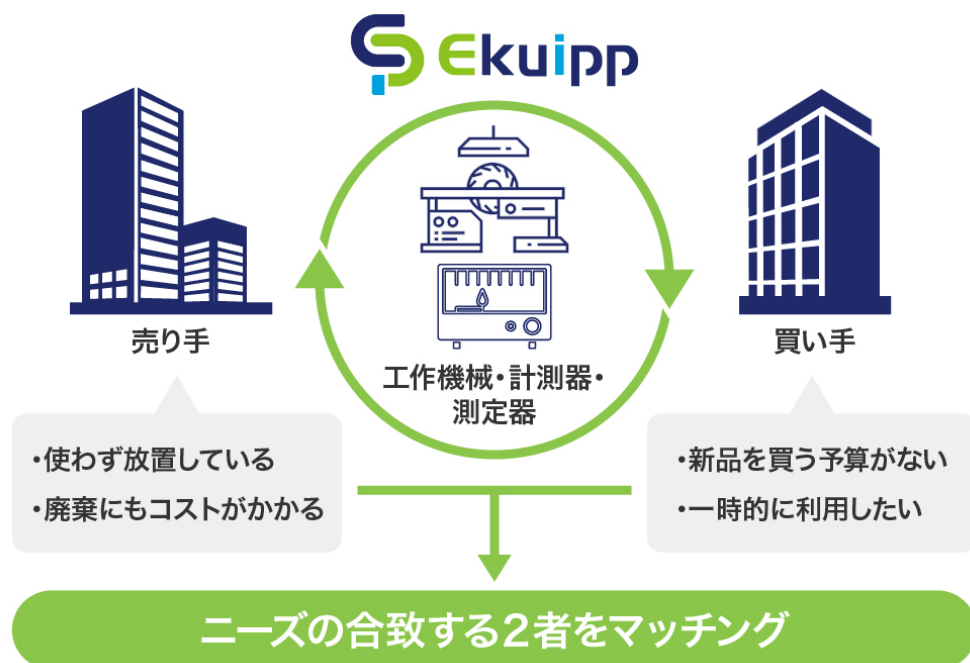 Ekuipp
売り手
買い手
工作機械・計測器・
測定器
・使わず放置している
・廃棄にもコストがかかる
・新品を買う予算がない
・一時的に利用したい
ニーズの合致する2者をマッチング